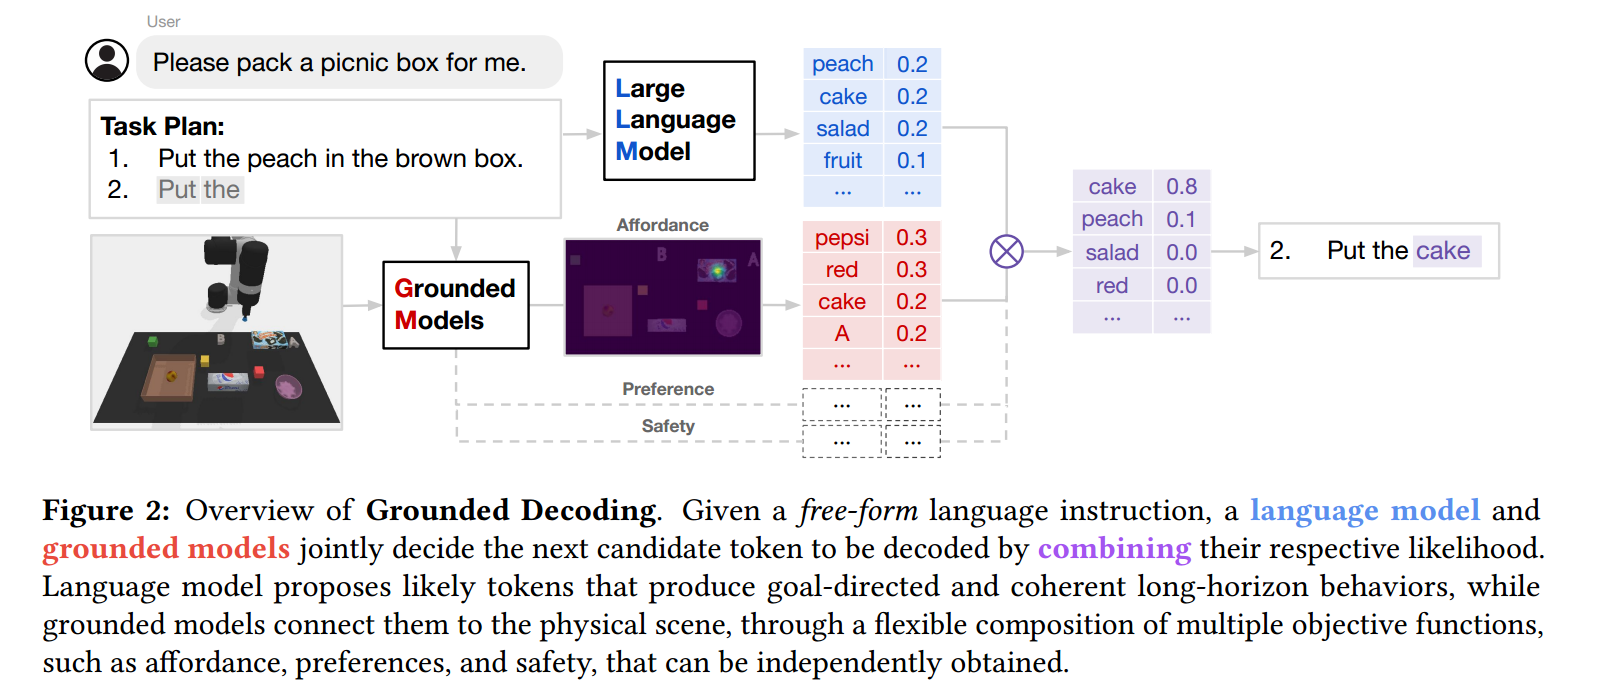 User
Please pack a picnic box for me.
Task Plan:
1. Put the peach in the brown box.
2. Put the
Large
Language
Model
peach 0.2
cake 0.2
salad 0.2
fruit 0.1
... ...
Grounded
Models
Affordance
B A
B A
pepsi 0.3
red 0.3
cake 0.2
A 0.2
... ...
Preference
... ...
Safety
... ...
cake 0.8
peach 0.1
salad 0.0
red 0.0
... ...
2. Put the cake
Figure 2: Overview of Grounded Decoding. Given a free-form language instruction, a language model and
grounded models jointly decide the next candidate token to be decoded by combining their respective likelihood.
Language model proposes likely tokens that produce goal-directed and coherent long-horizon behaviors, while
grounded models connect them to the physical scene, through a flexible composition of multiple objective functions,
such as affordance, preferences, and safety, that can be independently obtained.